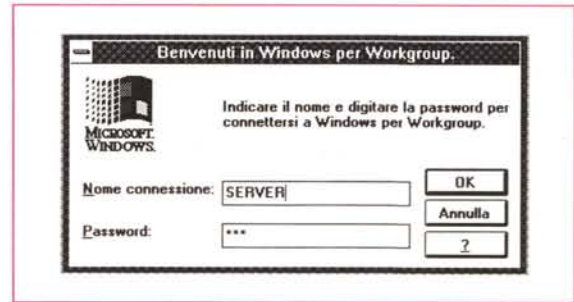 Benvenuti in Windows per Workgroup.
Indicare il nome e digitare la password per
connettersi a Windows per Workgroup.
MICROSOFT.
WINDOWS.
Nome connessione: SERVER
OK
Annulla
Password: ***
?